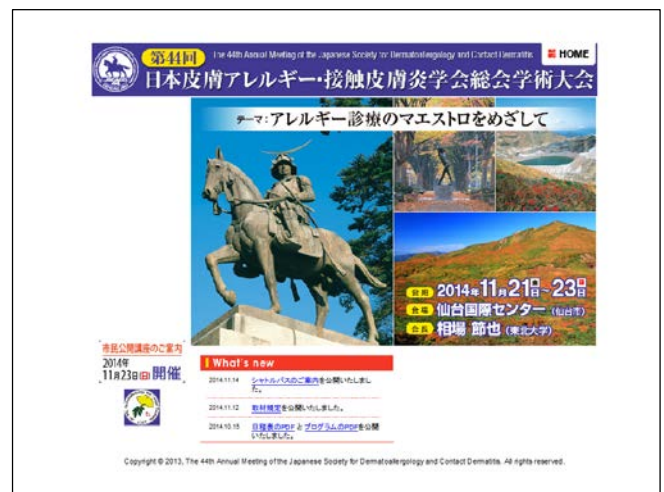 第44回 The 44th Annual Meeting of the Japanese Society for Dermatoallergology and Contact Dermatitis
HOME
日本皮膚アレルギー・接触皮膚炎学会総会学術大会
テーマ:アレルギー診療のマエストロをめざして
会期 2014年11月21日金~23日日
会場 仙台国際センター(仙台市)
会長 相場 節也(東北大学)
市民公開講座のご案内
2014年
11月23日(日)開催
What's new
2014.11.14 シャトルバスのご案内を公開いたしまし
た。
2014.11.12 取材規定を公開いたしました。
2014.10.15 日程表のPDF とプログラムのPDFを公開
いたしました。
Copyright © 2013, The 44th Annual Meeting of the Japanese Society for Dermatoallergology and Contact Dermatitis. All rights reserved.